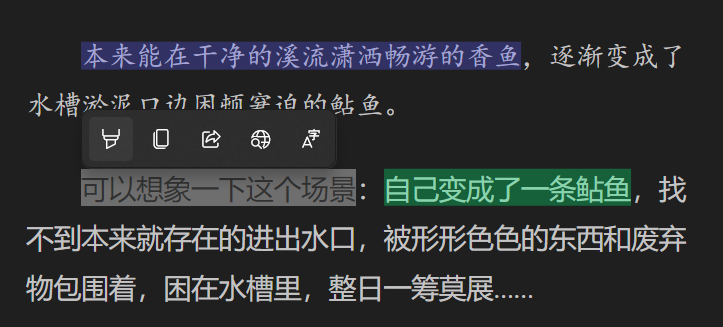 本来能在干净的溪流潇洒畅游的香鱼，逐渐变成了
水槽淤泥口边困顿窘迫的鲇鱼。
可以想象一下这个场景：自己变成了一条鲇鱼，找
不到本来就存在的进出水口，被形形色色的东西和废弃
物包围着，困在水槽里，整日一筹莫展……